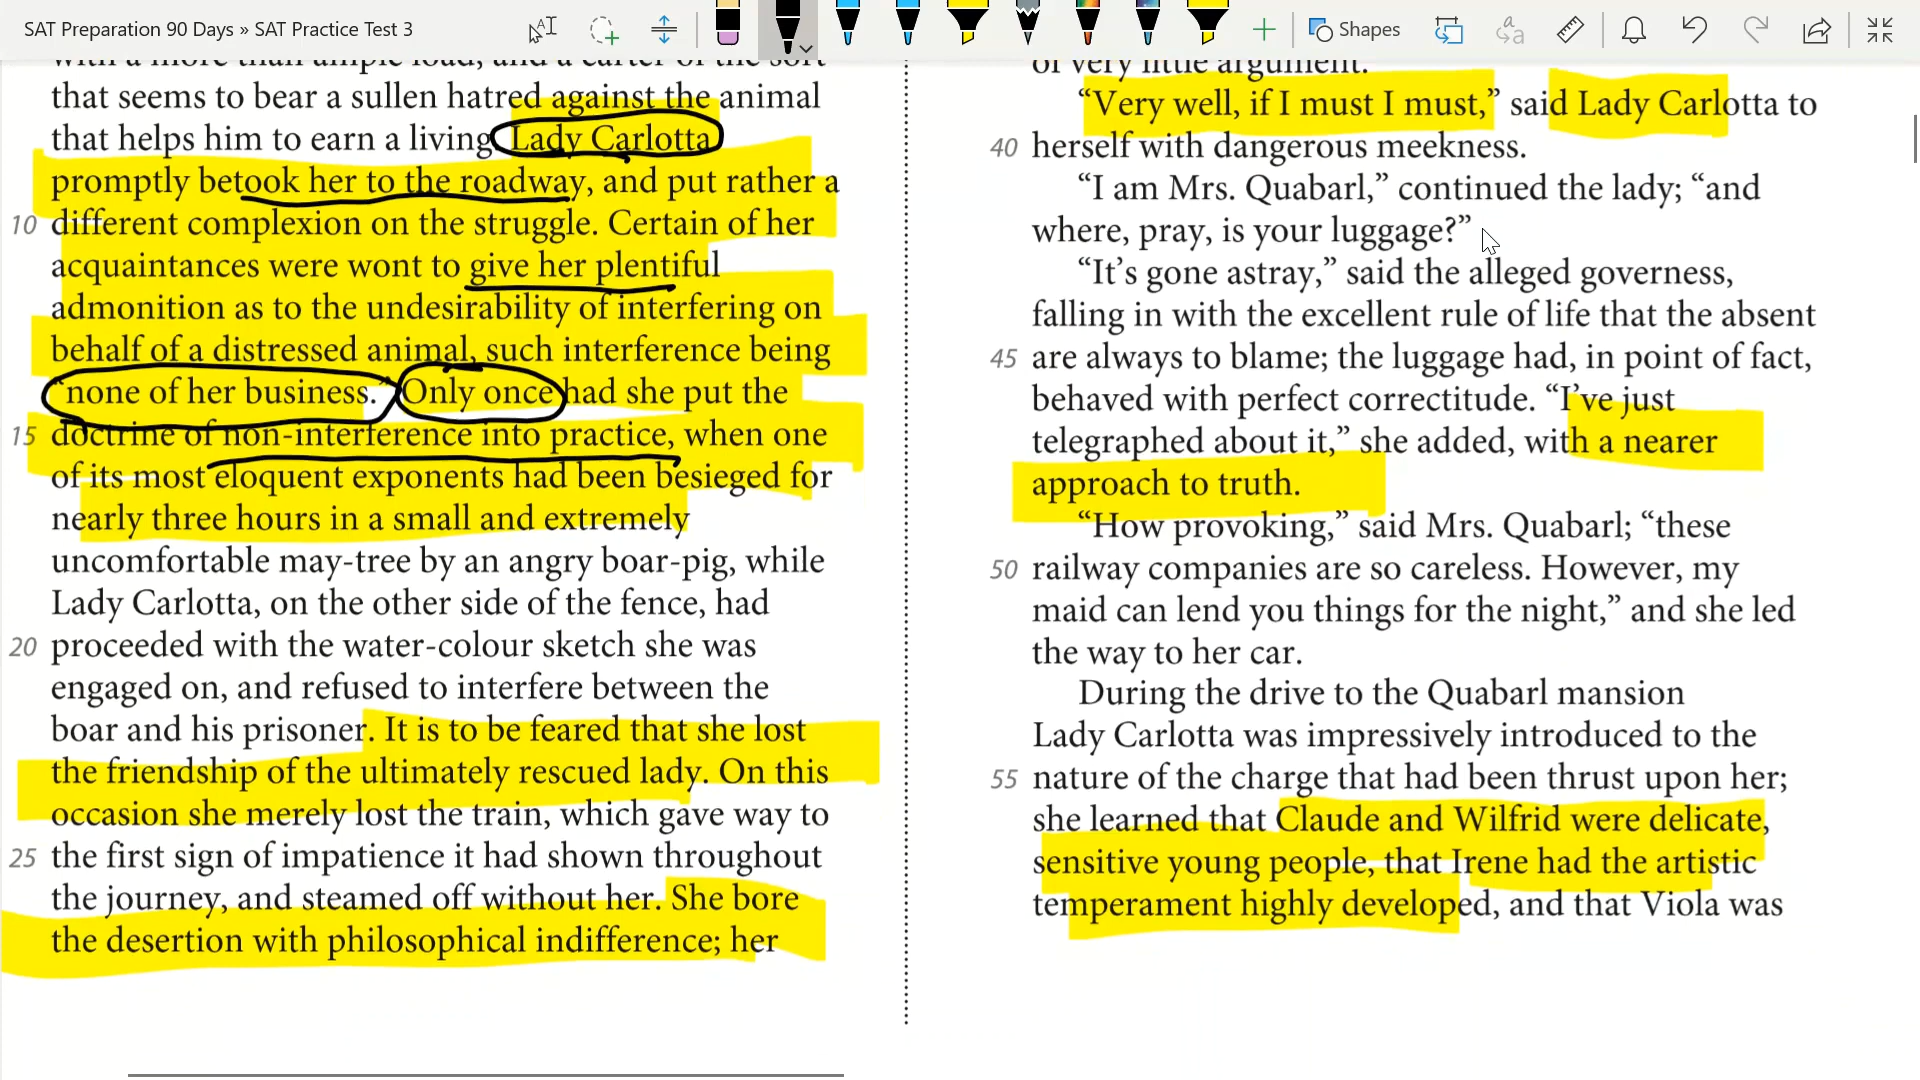 SAT Preparation 90 Days » SAT Practice Test 3
Shapes
with a more than ample load, and a carter of the sort
that seems to bear a sullen hatred against the animal
that helps him to earn a living. Lady Carlotta
promptly betook her to the roadway, and put rather a
10 different complexion on the struggle. Certain of her
acquaintances were wont to give her plentiful
admonition as to the undesirability of interfering on
behalf of a distressed animal, such interference being
“none of her business.” Only once had she put the
15 doctrine of non-interference into practice, when one
of its most eloquent exponents had been besieged for
nearly three hours in a small and extremely
uncomfortable may-tree by an angry boar-pig, while
Lady Carlotta, on the other side of the fence, had
20 proceeded with the water-colour sketch she was
engaged on, and refused to interfere between the
boar and his prisoner. It is to be feared that she lost
the friendship of the ultimately rescued lady. On this
occasion she merely lost the train, which gave way to
25 the first sign of impatience it had shown throughout
the journey, and steamed off without her. She bore
the desertion with philosophical indifference; her
of very little argument.
“Very well, if I must I must,” said Lady Carlotta to
40 herself with dangerous meekness.
“I am Mrs. Quabarl,” continued the lady; “and
where, pray, is your luggage?”
“It’s gone astray,” said the alleged governess,
falling in with the excellent rule of life that the absent
45 are always to blame; the luggage had, in point of fact,
behaved with perfect correctitude. “I’ve just
telegraphed about it,” she added, with a nearer
approach to truth.
“How provoking,” said Mrs. Quabarl; “these
50 railway companies are so careless. However, my
maid can lend you things for the night,” and she led
the way to her car.
During the drive to the Quabarl mansion
Lady Carlotta was impressively introduced to the
55 nature of the charge that had been thrust upon her;
she learned that Claude and Wilfrid were delicate,
sensitive young people, that Irene had the artistic
temperament highly developed, and that Viola was